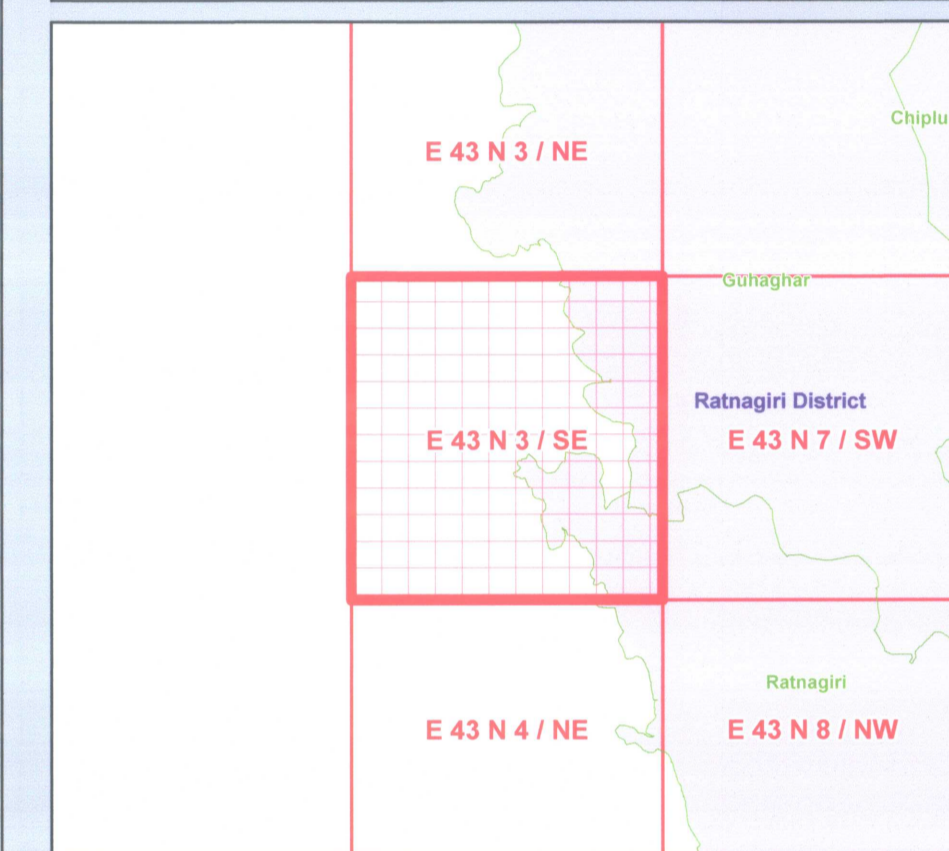 Chiplu
E 43 N 3 / NE
Guhaghar
Ratnagiri District
E 43 N 3 / SE
E 43 N 7 / SW
Ratnagiri
E 43 N 4 / NE
E 43 N 8 / NW